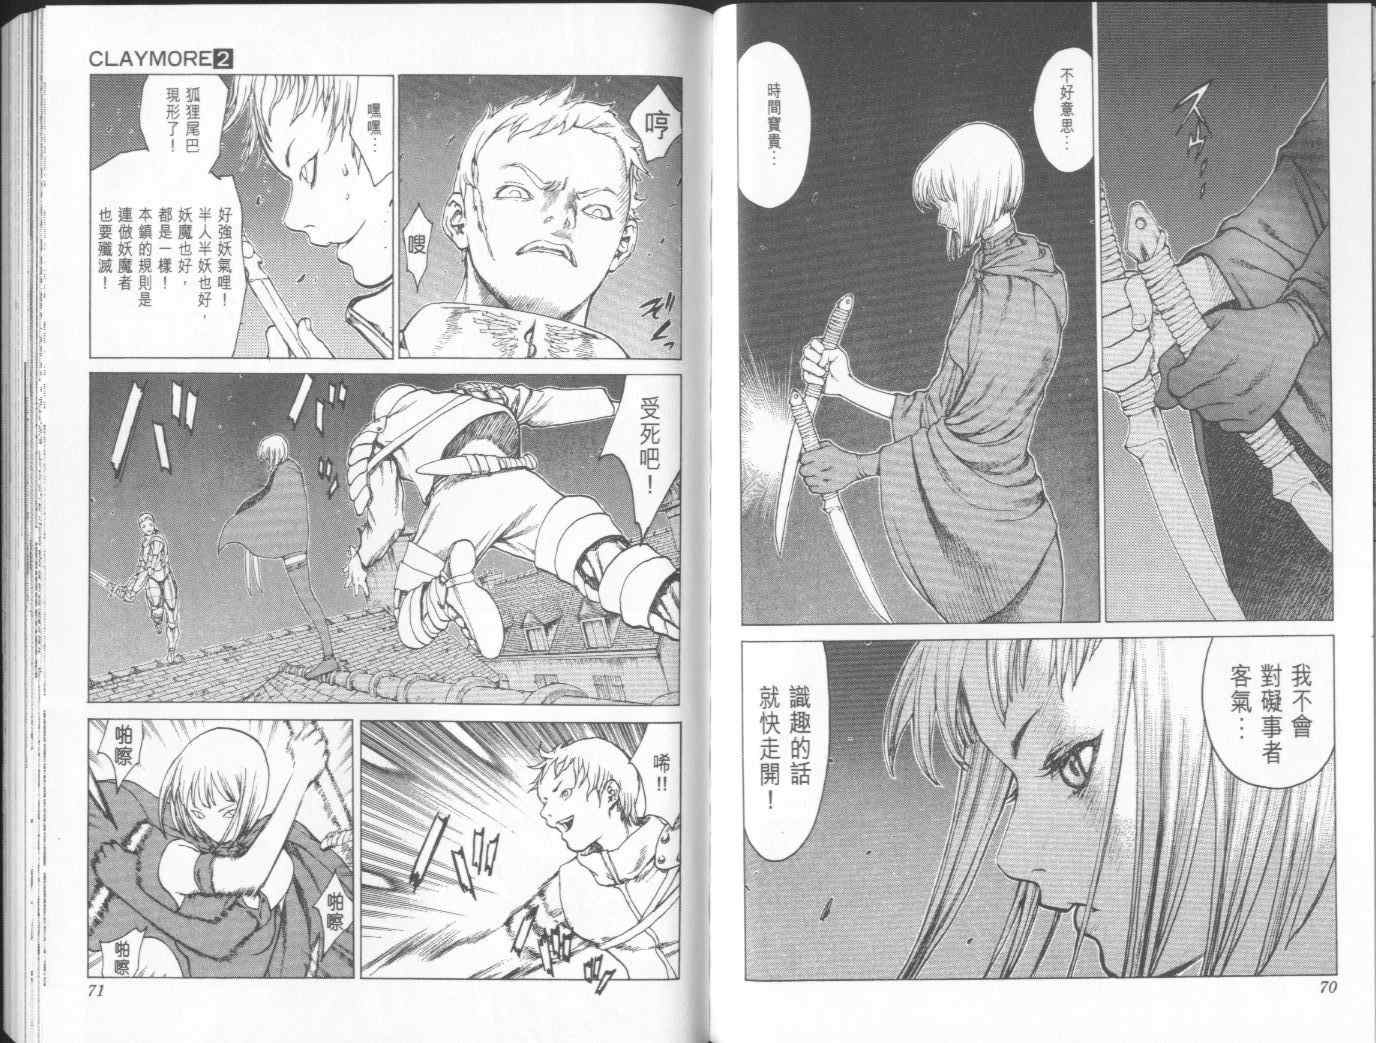 不好意思…
時間寶貴…
我不會
對礙事者
客氣…
識趣的話
就快走開！
70
CLAYMORE 2
哼
嗖
嘿嘿…
狐狸尾巴
現形了！
好強妖氣哩！
半人半妖也好，
妖魔也好，
都是一樣！
本鎮的規則是
連倣妖魔者
也要殲滅！
受死吧！
唏!!
啪嚓
啪嚓
啪嚓
71